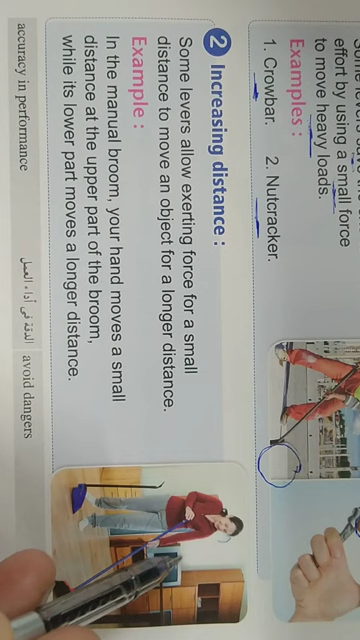 effort by using a small force
to move heavy loads.
Examples :
1. Crowbar. 2. Nutcracker.
2 Increasing distance :
Some levers allow exerting force for a small
distance to move an object for a longer distance.
Example :
In the manual broom, your hand moves a small
distance at the upper part of the broom,
while its lower part moves a longer distance.
accuracy in performance الدقة فى أداء العمل avoid dangers